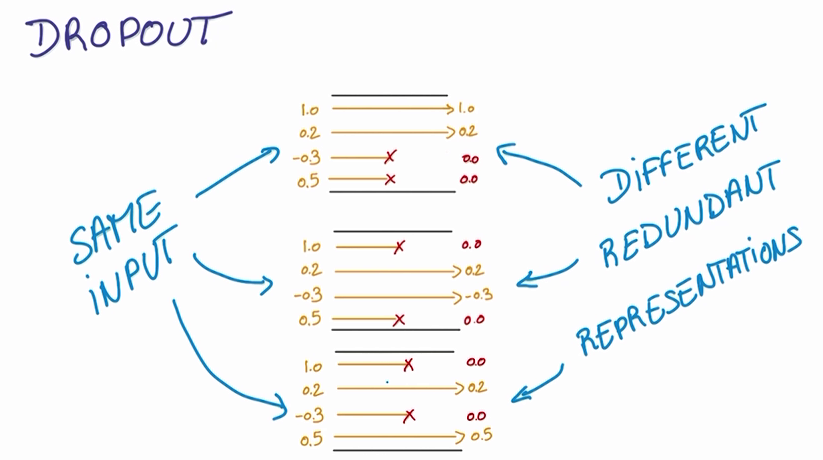 DROPOUT
1.0 1.0
0.2 0.2
-0.3 0.0
0.5 0.0
SAME
INPUT
1.0 0.0
0.2 0.2
-0.3 -0.3
0.5 0.0
1.0 0.0
0.2 0.2
-0.3 0.0
0.5 0.5
DIFFERENT
REDUNDANT
REPRESENTATIONS